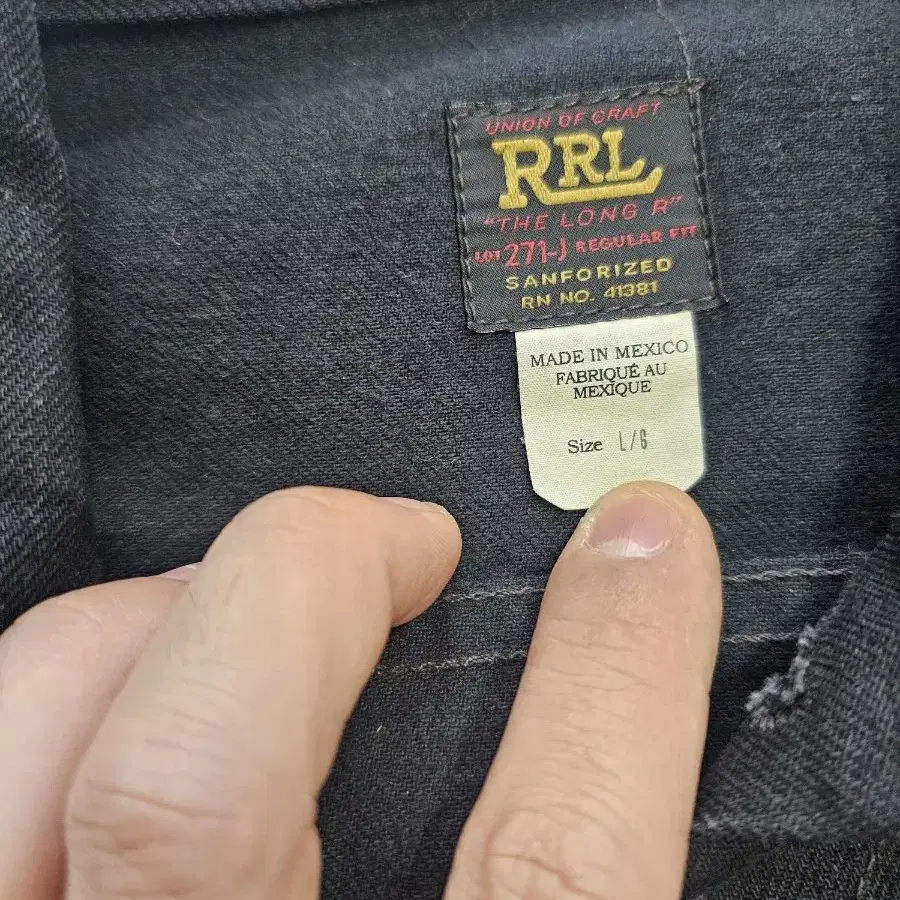 UNION OF CRAFT
RRL
"THE LONG R"
LOT 271-J REGULAR FIT
SANFORIZED
RN NO. 41381
MADE IN MEXICO
FABRIQUÉ AU
MEXIQUE
Size L/G